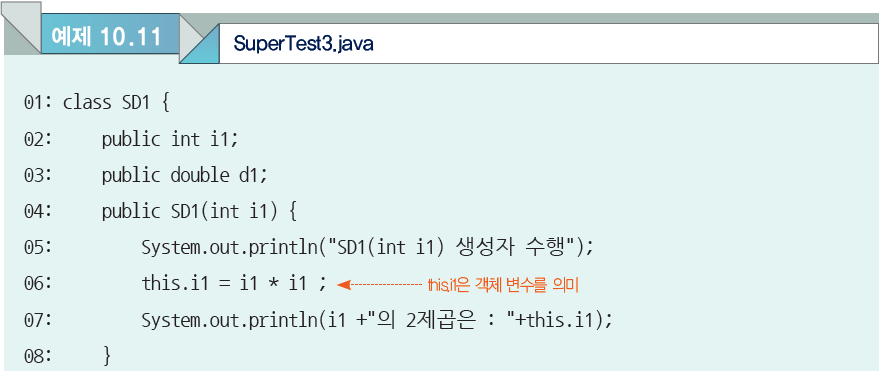 예제 10.11
SuperTest3.java
01: class SD1 {
02:     public int i1;
03:     public double d1;
04:     public SD1(int i1) {
05:         System.out.println("SD1(int i1) 생성자 수행");
06:         this.i1 = i1 * i1 ; this.i1은 객체 변수를 의미
07:         System.out.println(i1 +"의 2제곱은 : "+this.i1);
08:     }